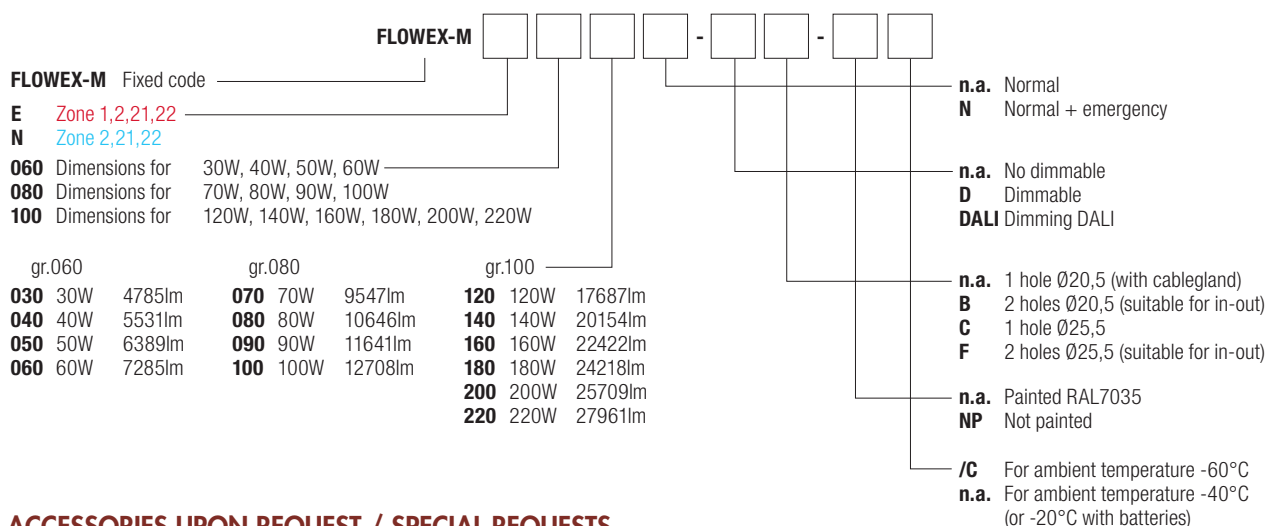 FLOWEX-M - -
FLOWEX-M Fixed code
E Zone 1,2,21,22
N Zone 2,21,22
060 Dimensions for 30W, 40W, 50W, 60W
080 Dimensions for 70W, 80W, 90W, 100W
100 Dimensions for 120W, 140W, 160W, 180W, 200W, 220W
gr.060
030 30W 4785lm
040 40W 5531lm
050 50W 6389lm
060 60W 7285lm
gr.080
070 70W 9547lm
080 80W 10646lm
090 90W 11641lm
100 100W 12708lm
gr.100
120 120W 17687lm
140 140W 20154lm
160 160W 22422lm
180 180W 24218lm
200 200W 25709lm
220 220W 27961lm
n.a. Normal
N Normal + emergency
n.a. No dimmable
D Dimmable
DALI Dimming DALI
n.a. 1 hole Ø20,5 (with cablegland)
B 2 holes Ø20,5 (suitable for in-out)
C 1 hole Ø25,5
F 2 holes Ø25,5 (suitable for in-out)
n.a. Painted RAL7035
NP Not painted
/C For ambient temperature -60°C
n.a. For ambient temperature -40°C
(or -20°C with batteries)
ACCESSORIES UPON REQUEST / SPECIAL REQUESTS